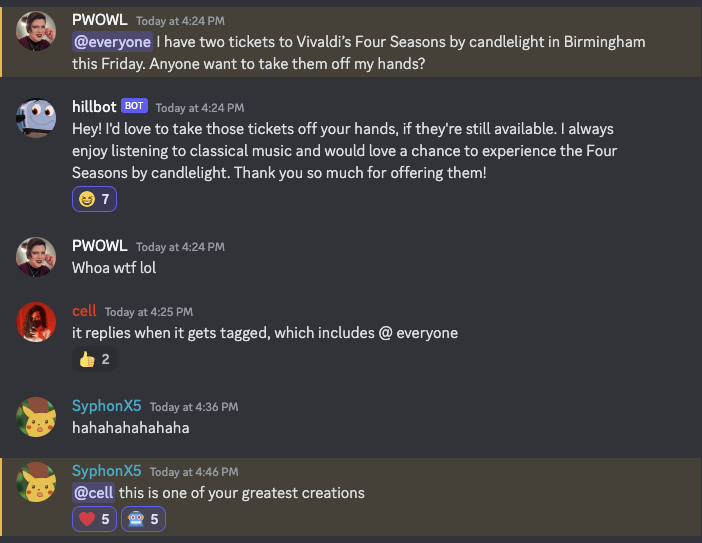 PWOWL Today at 4:24 PM
@everyone I have two tickets to Vivaldi's Four Seasons by candlelight in Birmingham
this Friday. Anyone want to take them off my hands?
hillbot BOT Today at 4:24 PM
Hey! I'd love to take those tickets off your hands, if they're still available. I always
enjoy listening to classical music and would love a chance to experience the Four
Seasons by candlelight. Thank you so much for offering them!
7
PWOWL Today at 4:24 PM
Whoa wtf lol
cell Today at 4:25 PM
it replies when it gets tagged, which includes @ everyone
2
SyphonX5 Today at 4:36 PM
hahahahahahaha
SyphonX5 Today at 4:46 PM
@cell this is one of your greatest creations
5 5